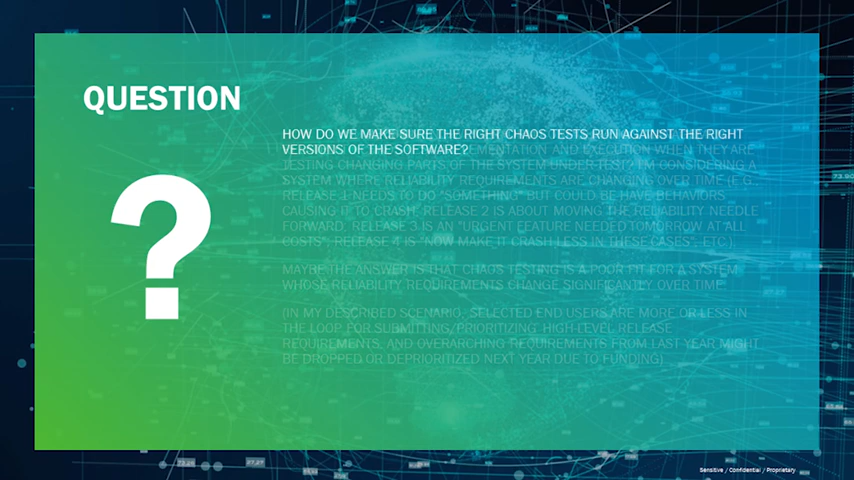 QUESTION
HOW DO WE MAKE SURE THE RIGHT CHAOS TESTS RUN AGAINST THE RIGHT
VERSIONS OF THE SOFTWARE?
EMENTATION AND EXECUTION WHEN THEY ARE
TESTING CHANGING PARTS OF THE SYSTEM UNDER TEST? I'M CONSIDERING A
SYSTEM WHERE RELIABILITY REQUIREMENTS ARE CHANGING OVER TIME (E.G.
RELEASE 1 NEEDS TO DO "SOMETHING" BUT COULD BE HAVE BEHAVIORS
CAUSING IT TO CRASH, RELEASE 2 IS ABOUT MOVING THE RELIABILITY NEEDLE
FORWARD, RELEASE 3 IS AN "URGENT FEATURE NEEDED TOMORROW AT ALL
COSTS", RELEASE 4 IS "NOW MAKE IT CRASH LESS IN THESE CASES", ETC.)
MAYBE THE ANSWER IS THAT CHAOS TESTING IS A POOR FIT FOR A SYSTEM
WHOSE RELIABILITY REQUIREMENTS CHANGE SIGNIFICANTLY OVER TIME
(IN MY DESCRIBED SCENARIO, SELECTED END USERS ARE MORE OR LESS IN
THE LOOP FOR SUBMITTING/PRIORITIZING HIGH-LEVEL RELEASE
REQUIREMENTS, AND OVERARCHING REQUIREMENTS FROM LAST YEAR MIGHT
BE DROPPED OR DEPRIORITIZED NEXT YEAR DUE TO FUNDING)
?
Sensitive / Confidential / Proprietary